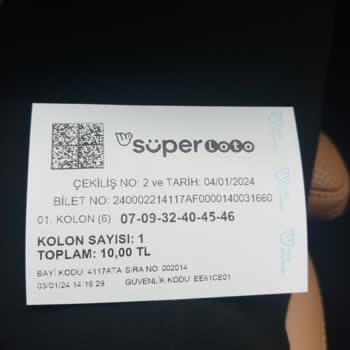 süper Loto
ÇEKİLİŞ NO: 2 ve TARİH: 04/01/2024
BİLET NO: 240002214117AF0000140031660
01. KOLON (6) 07-09-32-40-45-46
KOLON SAYISI: 1
TOPLAM: 10,00 TL
BAYİ KODU 4117ATA SIRA NO 002014
03/01/24 14:16:29 GÜVENLİK KODU EE61CE01